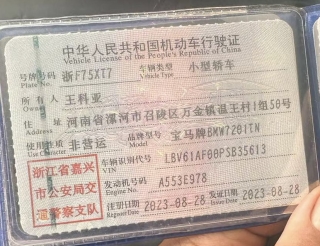 中华人民共和国机动车行驶证
Vehicle License of the People's Republic of China
号牌号码 浙F75XT7 车辆类型 小型轿车
Plate No. Vehicle Type
所有人 王科亚
Owner
住址 河南省漯河市召陵区万金镇温王村1组50号
Address
使用性质 非营运 品牌型号 宝马牌BMW7201TN
Use Character Model
浙江省嘉兴
市公安局交
通警察支队
车辆识别代号 LBV61AF00PSB35613
VIN
发动机号码 A553E978
Engine No.
注册日期 2023-08-28 发证日期 2023-08-28
Register Date Issue Date